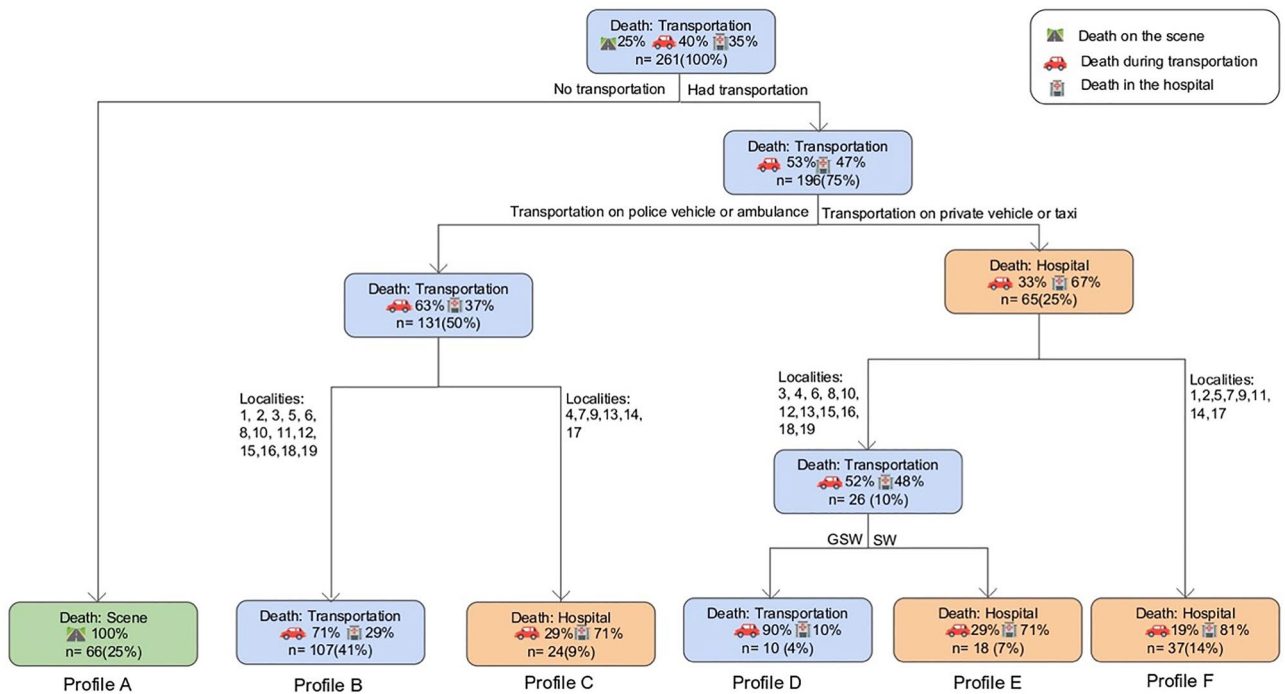 Death: Transportation
25% 40% 35%
n= 261(100%)
Death on the scene
Death during transportation
Death in the hospital
No transportation
Had transportation
Death: Transportation
53% 47%
n= 196(75%)
Transportation on police vehicle or ambulance
Transportation on private vehicle or taxi
Death: Transportation
63% 37%
n= 131(50%)
Death: Hospital
33% 67%
n= 65(25%)
Localities:
1, 2, 3, 5, 6,
8,10, 11,12,
15,16,18,19
Localities:
4,7,9,13,14,
17
Localities:
3, 4, 6, 8,10,
12,13,15,16,
18,19
Localities:
1,2,5,7,9,11,
14,17
Death: Transportation
52% 48%
n= 26 (10%)
GSW
SW
Death: Scene
100%
n= 66(25%)
Death: Transportation
71% 29%
n= 107(41%)
Death: Hospital
29% 71%
n= 24(9%)
Death: Transportation
90% 10%
n= 10 (4%)
Death: Hospital
29% 71%
n= 18 (7%)
Death: Hospital
19% 81%
n= 37(14%)
Profile A
Profile B
Profile C
Profile D
Profile E
Profile F